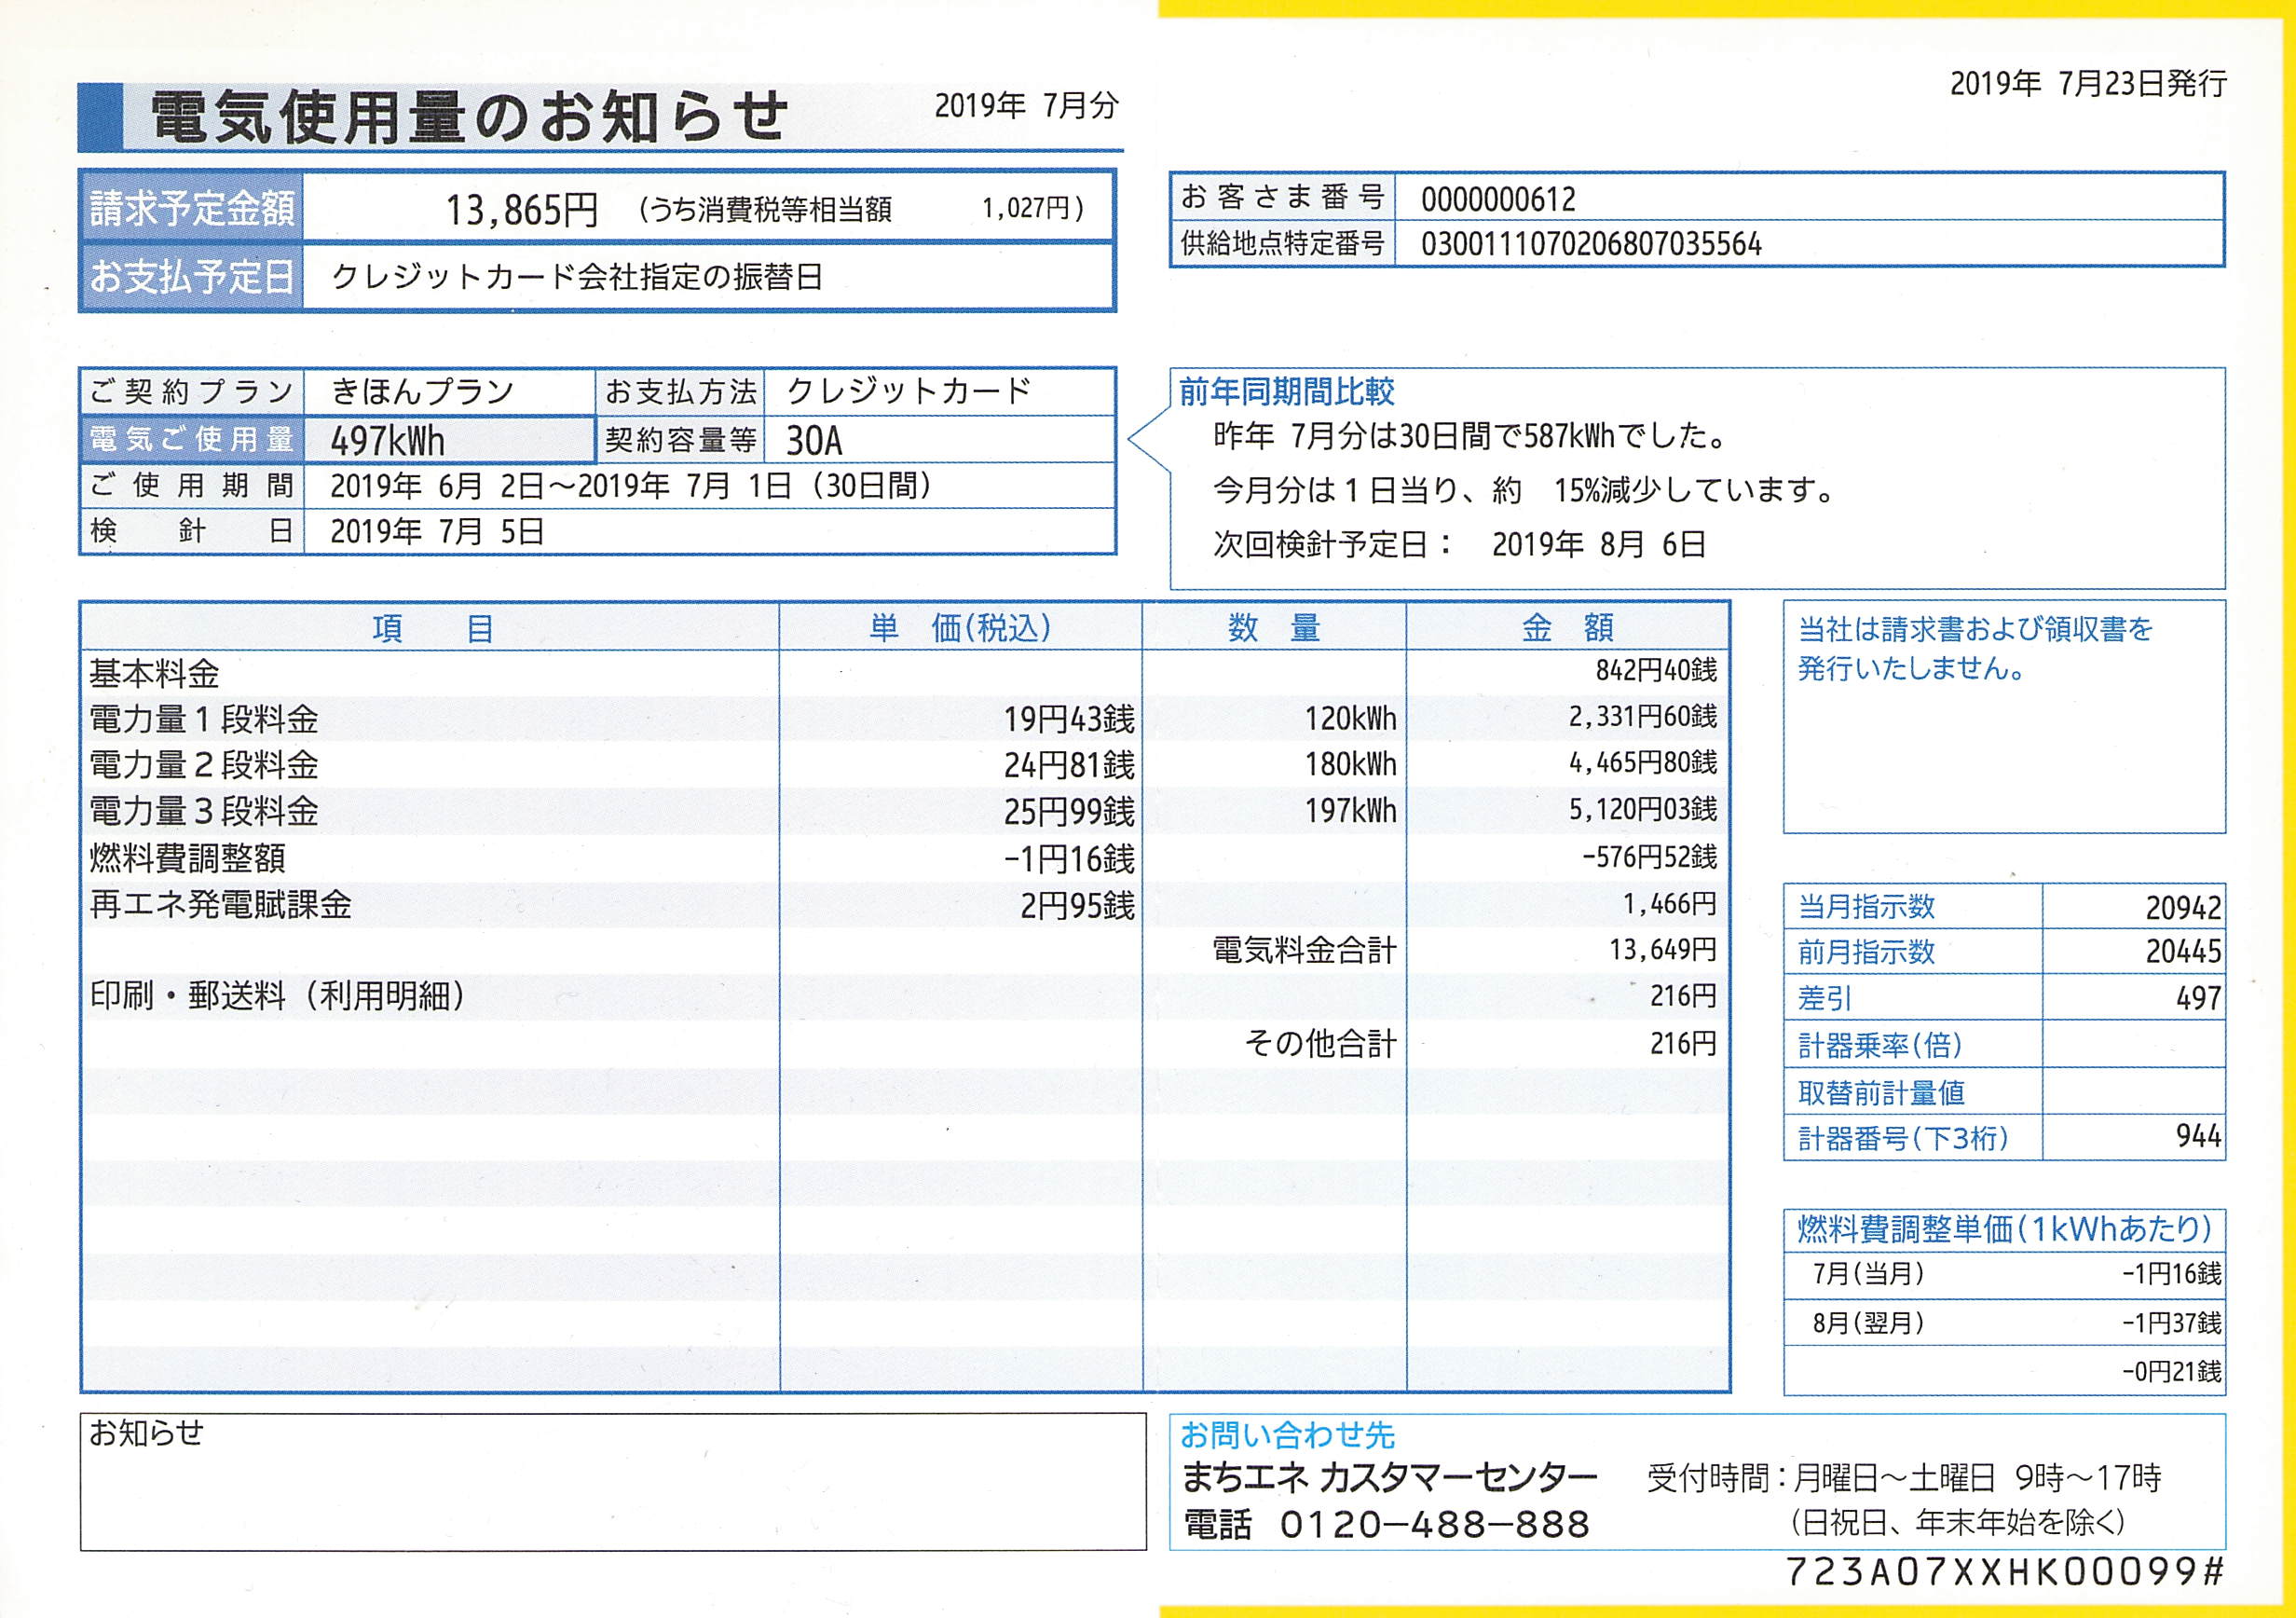 2019年 7月23日発行
電気使用量のお知らせ 2019年 7月分
請求予定金額 13,865円 (うち消費税等相当額 1,027円)
お支払予定日 クレジットカード会社指定の振替日
お客さま番号 0000000612
供給地点特定番号 0300111070206807035564
ご契約プラン きほんプラン お支払方法 クレジットカード
電気ご使用量 497kWh 契約容量等 30A
ご使用期間 2019年 6月 2日～2019年 7月 1日 (30日間)
検針日 2019年 7月 5日
前年同期間比較
昨年 7月分は30日間で587kWhでした。
今月分は1日当り、約 15%減少しています。
次回検針予定日： 2019年 8月 6日
項目 単価(税込) 数量 金額
基本料金 842円40銭
電力量1段料金 19円43銭 120kWh 2,331円60銭
電力量2段料金 24円81銭 180kWh 4,465円80銭
電力量3段料金 25円99銭 197kWh 5,120円03銭
燃料費調整額 -1円16銭 -576円52銭
再エネ発電賦課金 2円95銭 1,466円
電気料金合計 13,649円
印刷・郵送料（利用明細） 216円
その他合計 216円
当社は請求書および領収書を
発行いたしません。
当月指示数 20942
前月指示数 20445
差引 497
計器乗率(倍)
取替前計量値
計器番号(下3桁) 944
燃料費調整単価(1kWhあたり)
7月(当月) -1円16銭
8月(翌月) -1円37銭
-0円21銭
お知らせ
お問い合わせ先
まちエネ カスタマーセンター 受付時間：月曜日～土曜日 9時～17時
電話 0120－488－888 (日祝日、年末年始を除く)
723A07XXHK00099#